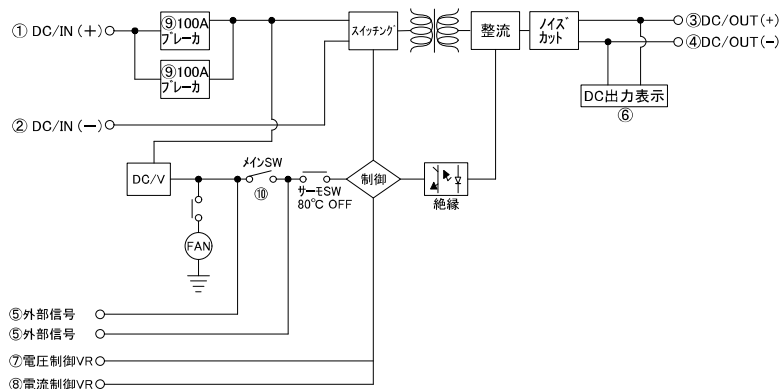 ① DC/IN (+)
⑨100A
ブレーカ
⑨100A
ブレーカ
スイッチング
整流
ノイズ
カット
③DC/OUT(+)
④DC/OUT(−)
DC出力表示
⑥
② DC/IN (−)
DC/V
メインSW
⑩
サーモSW
80℃ OFF
制御
絶縁
FAN
⑤外部信号
⑤外部信号
⑦電圧制御VR
⑧電流制御VR